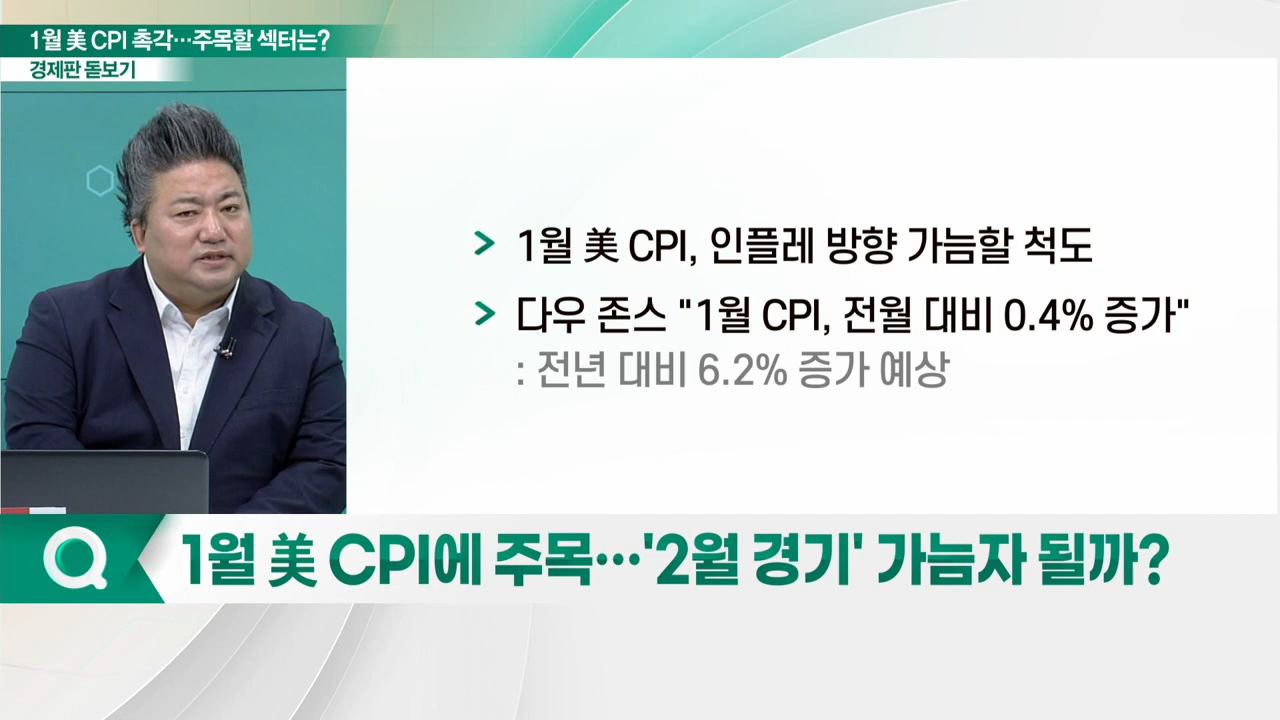 1월 美 CPI 촉각…주목할 섹터는?
경제판 돋보기
> 1월 美 CPI, 인플레 방향 가늠할 척도
> 다우 존스 "1월 CPI, 전월 대비 0.4% 증가"
: 전년 대비 6.2% 증가 예상
1월 美 CPI에 주목…'2월 경기' 가늠자 될까?